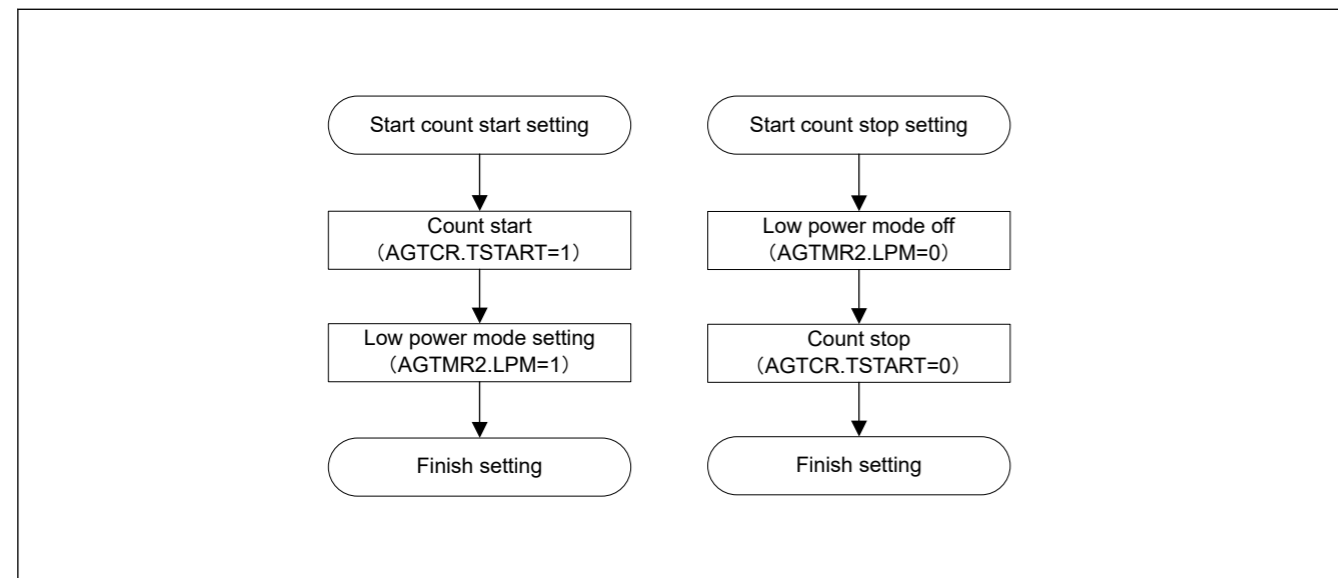 Start count start setting
Count start
（AGTCR.TSTART=1）
Low power mode setting
（AGTMR2.LPM=1）
Finish setting
Start count stop setting
Low power mode off
（AGTMR2.LPM=0）
Count stop
（AGTCR.TSTART=0）
Finish setting